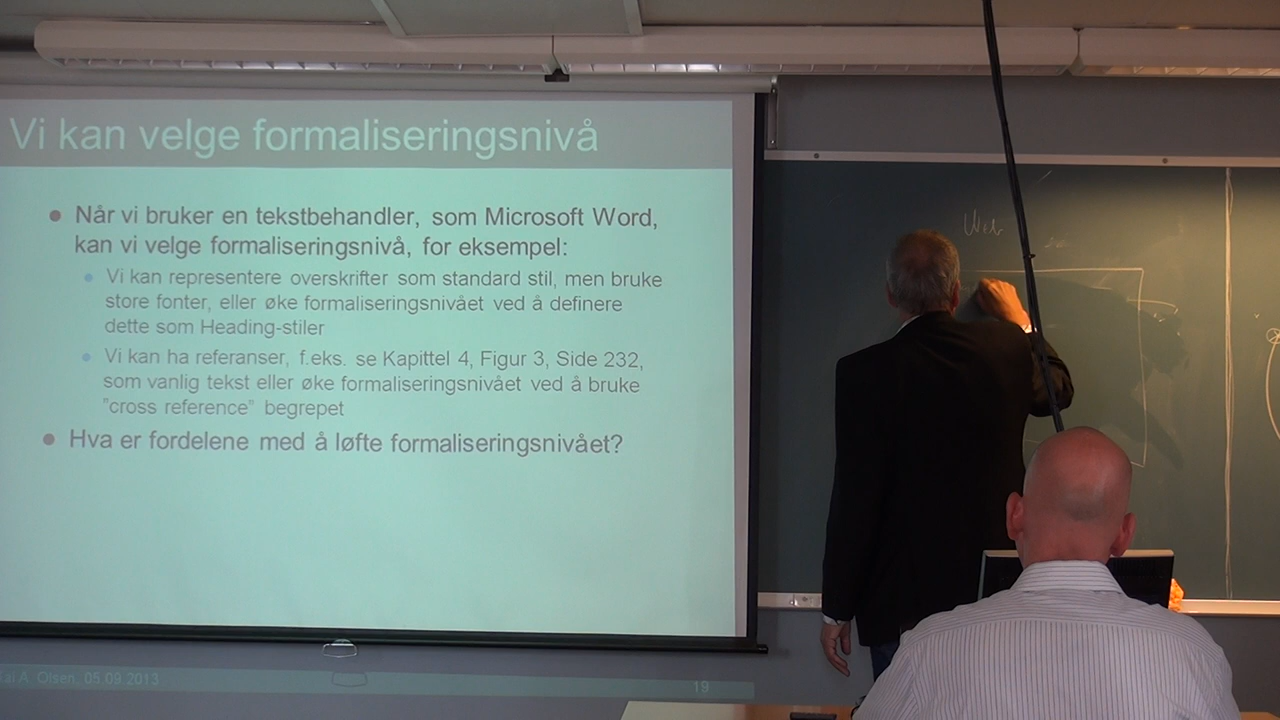 Vi kan velge formaliseringsnivå
Når vi bruker en tekstbehandler, som Microsoft Word,
kan vi velge formaliseringsnivå, for eksempel:
Vi kan representere overskrifter som standard stil, men bruke
store fonter, eller øke formaliseringsnivået ved å definere
dette som Heading-stiler
Vi kan ha referanser, f.eks. se Kapittel 4, Figur 3, Side 232,
som vanlig tekst eller øke formaliseringsnivået ved å bruke
”cross reference” begrepet
Hva er fordelene med å løfte formaliseringsnivået?
Web
A. Olsen, 05.09.2013
19